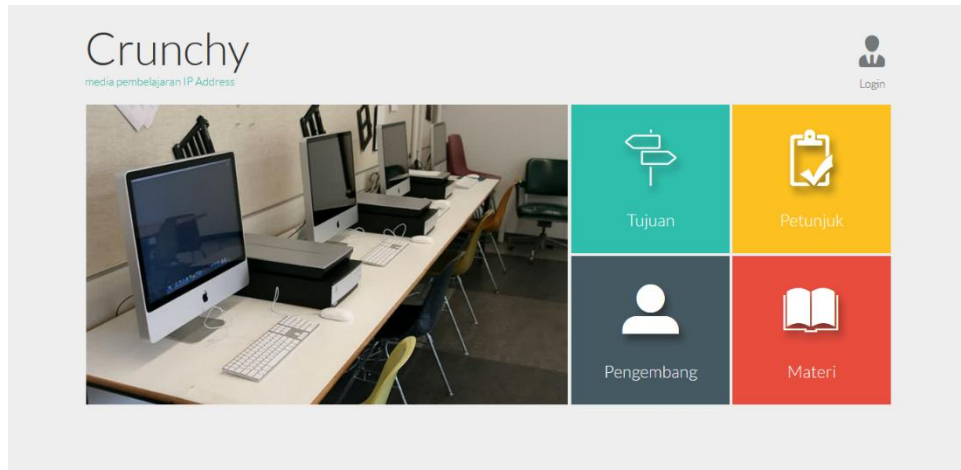 Crunchy
media pembelajaran IP Address
Login
Tujuan
Petunjuk
Pengembang
Materi